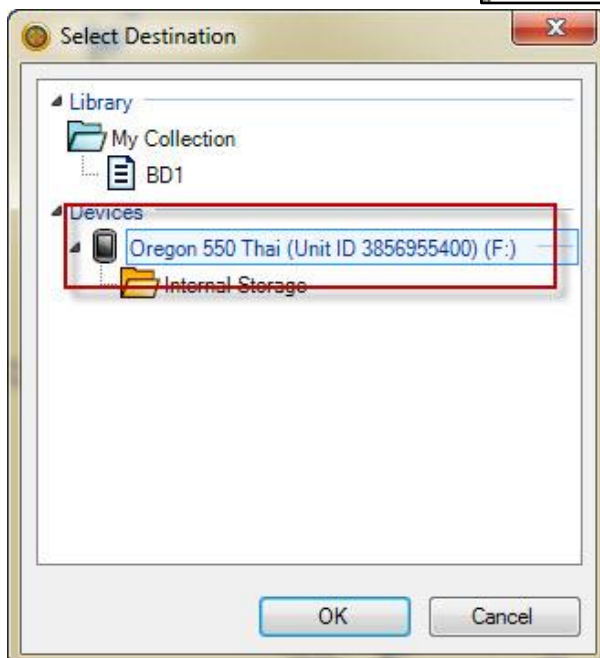 Select Destination
Library
My Collection
BD1
Devices
Oregon 550 Thai (Unit ID 3856955400) (F:)
Internal Storage
OK
Cancel